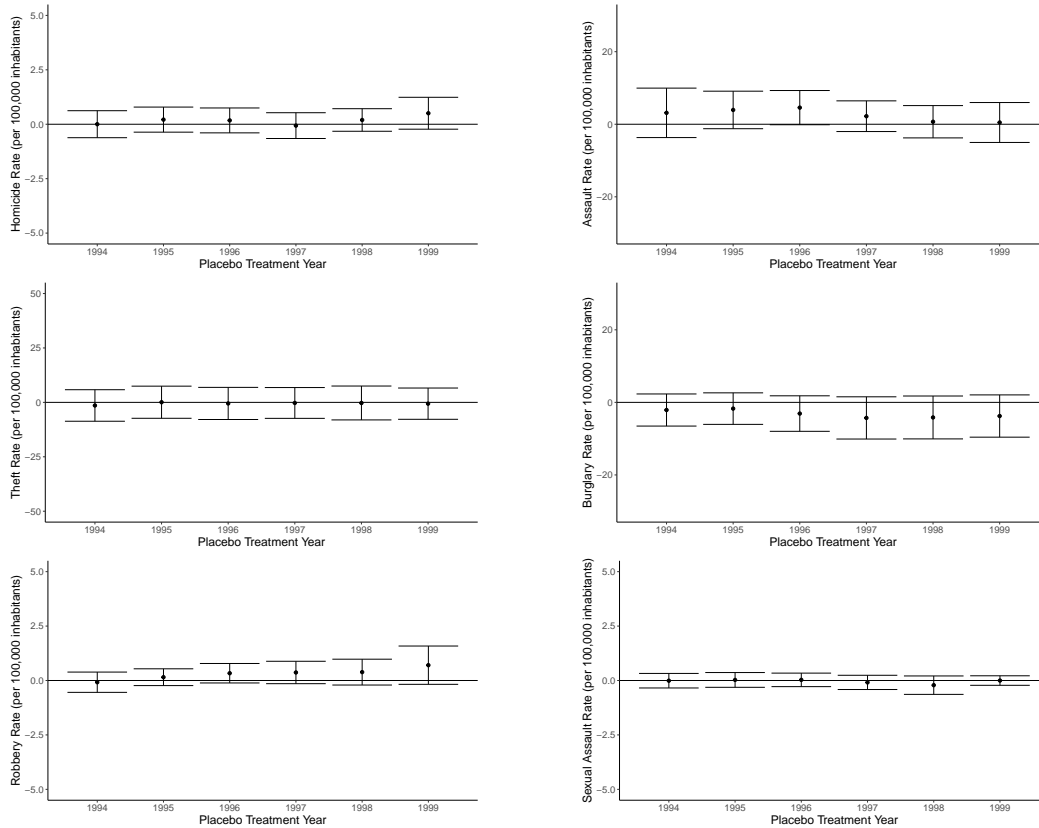 Homicide Rate (per 100,000 inhabitants)
5.0
2.5
0.0
−2.5
−5.0
1994 1995 1996 1997 1998 1999
Placebo Treatment Year
Assault Rate (per 100,000 inhabitants)
20
0
−20
1994 1995 1996 1997 1998 1999
Placebo Treatment Year
Theft Rate (per 100,000 inhabitants)
50
25
0
−25
−50
1994 1995 1996 1997 1998 1999
Placebo Treatment Year
Burglary Rate (per 100,000 inhabitants)
20
0
−20
1994 1995 1996 1997 1998 1999
Placebo Treatment Year
Robbery Rate (per 100,000 inhabitants)
5.0
2.5
0.0
−2.5
−5.0
1994 1995 1996 1997 1998 1999
Placebo Treatment Year
Sexual Assault Rate (per 100,000 inhabitants)
5.0
2.5
0.0
−2.5
−5.0
1994 1995 1996 1997 1998 1999
Placebo Treatment Year